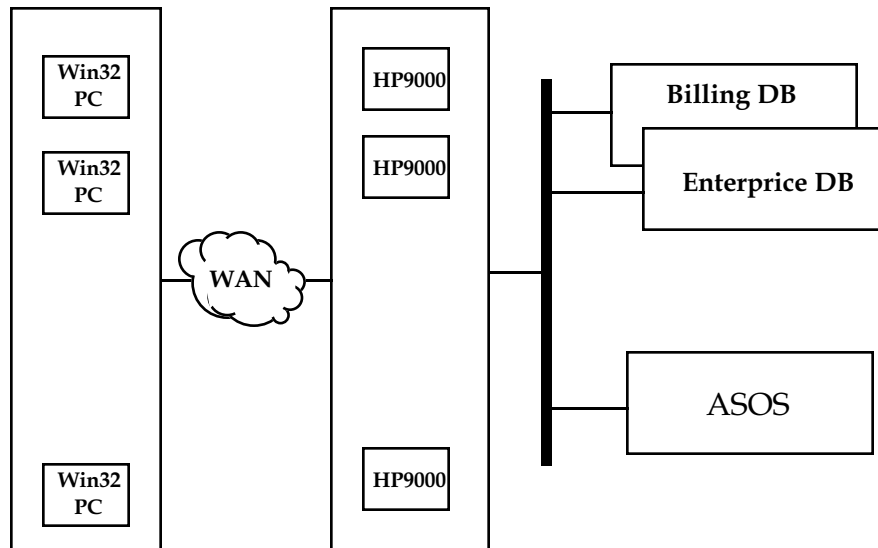 Win32
PC
Win32
PC
Win32
PC
WAN
HP9000
HP9000
HP9000
Billing DB
Enterprice DB
ASOS